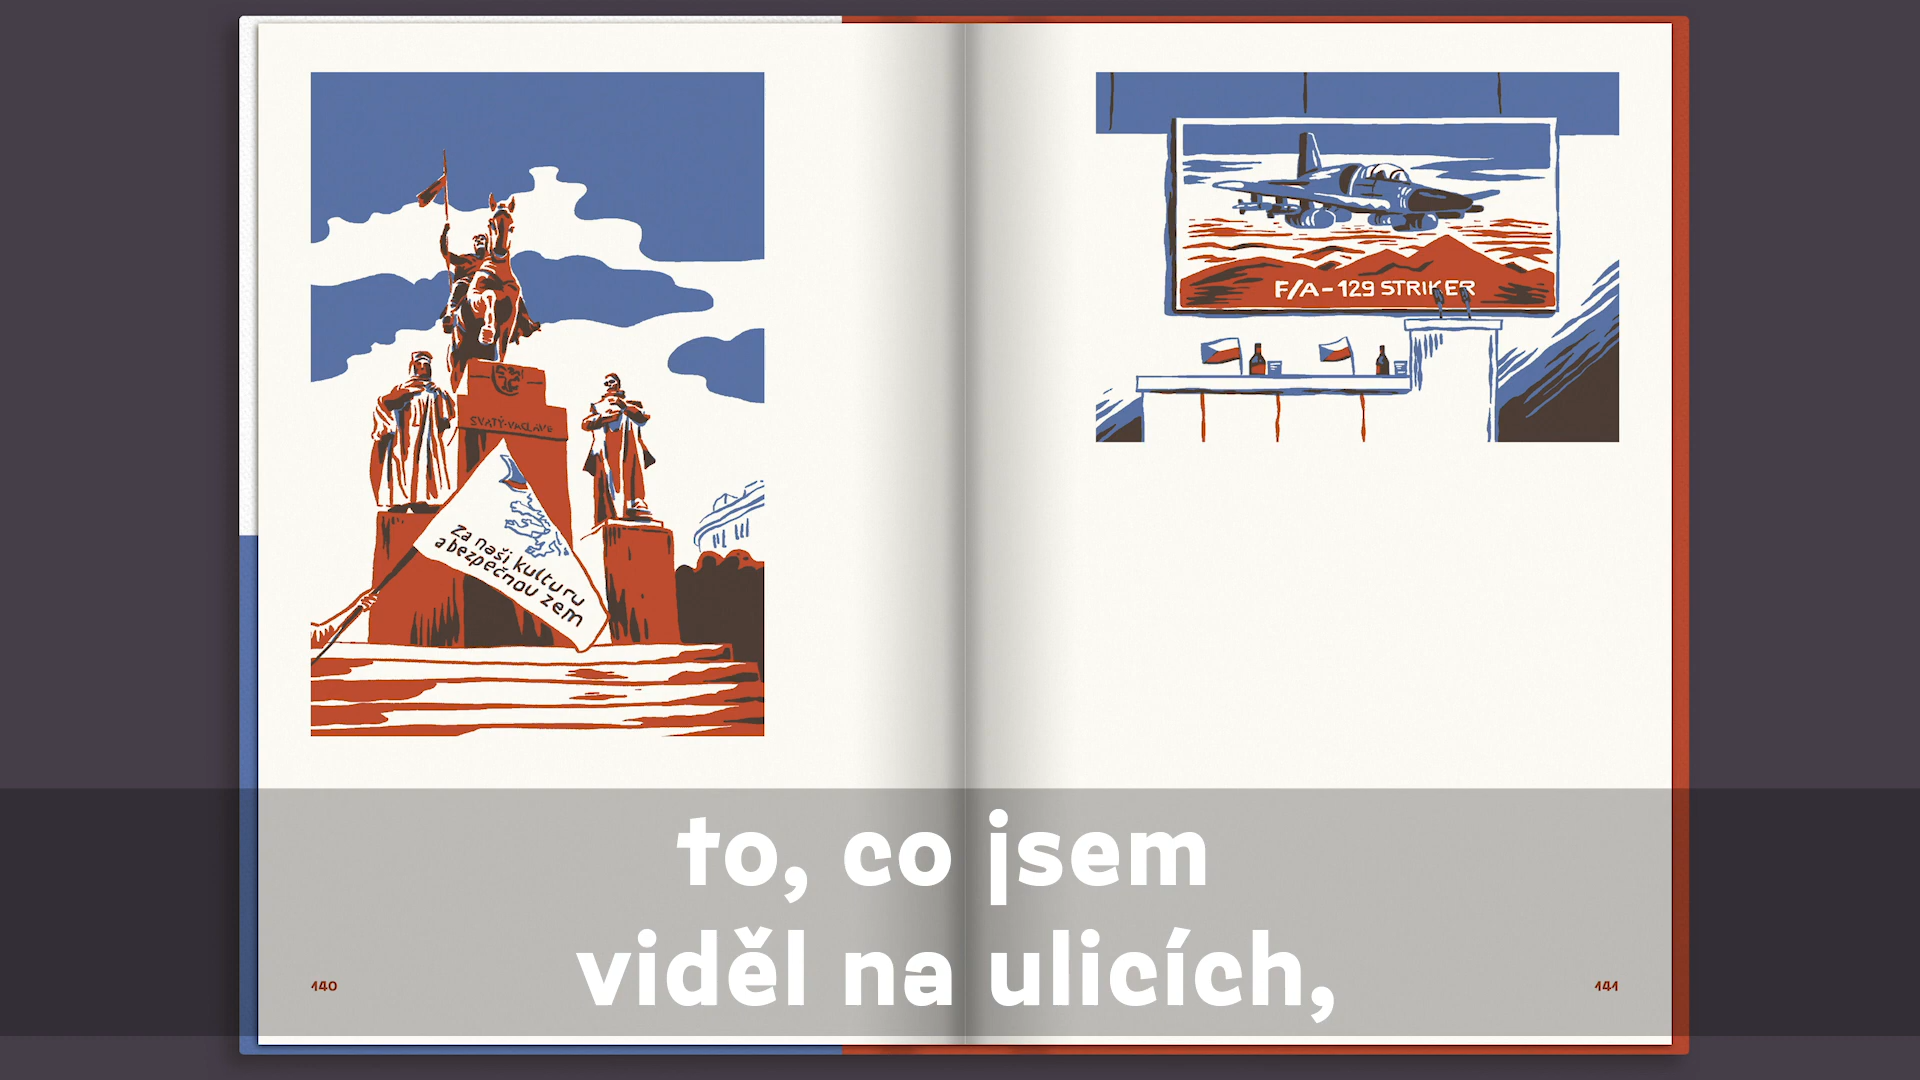 SVATÝ·VÁCLAVE
Za naši kulturu
a bezpečnou zem
F/A-129 STRIKER
to, co jsem
viděl na ulicích,
140
141